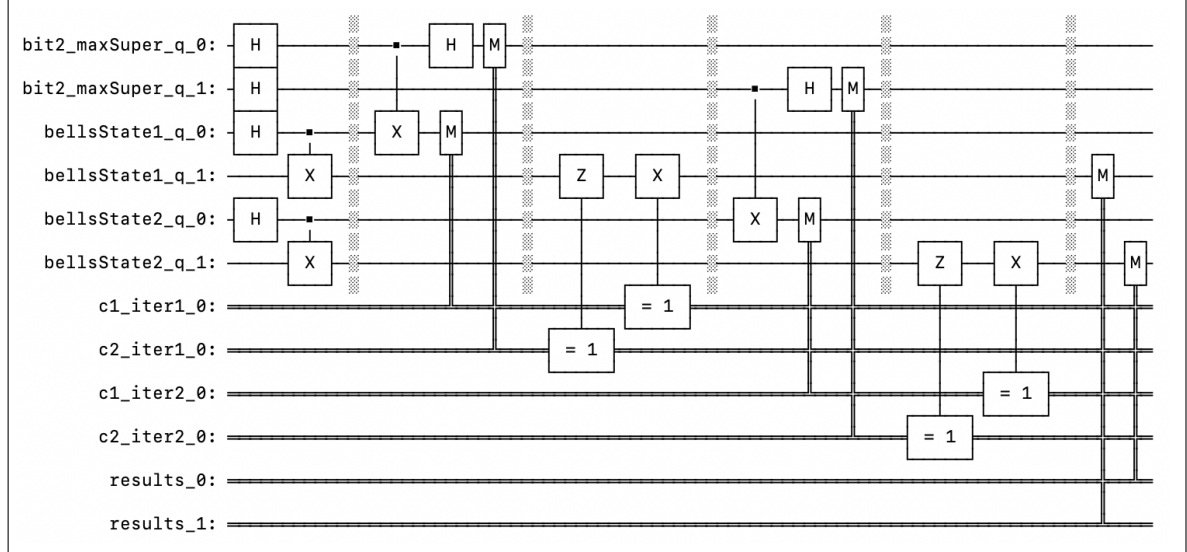 bit2_maxSuper_q_0: H H M
bit2_maxSuper_q_1: H H M
bellsState1_q_0: H X M
bellsState1_q_1: X Z X M
bellsState2_q_0: H X M
bellsState2_q_1: X Z X M
c1_iter1_0: = 1
c2_iter1_0: = 1
c1_iter2_0: = 1
c2_iter2_0: = 1
results_0:
results_1: